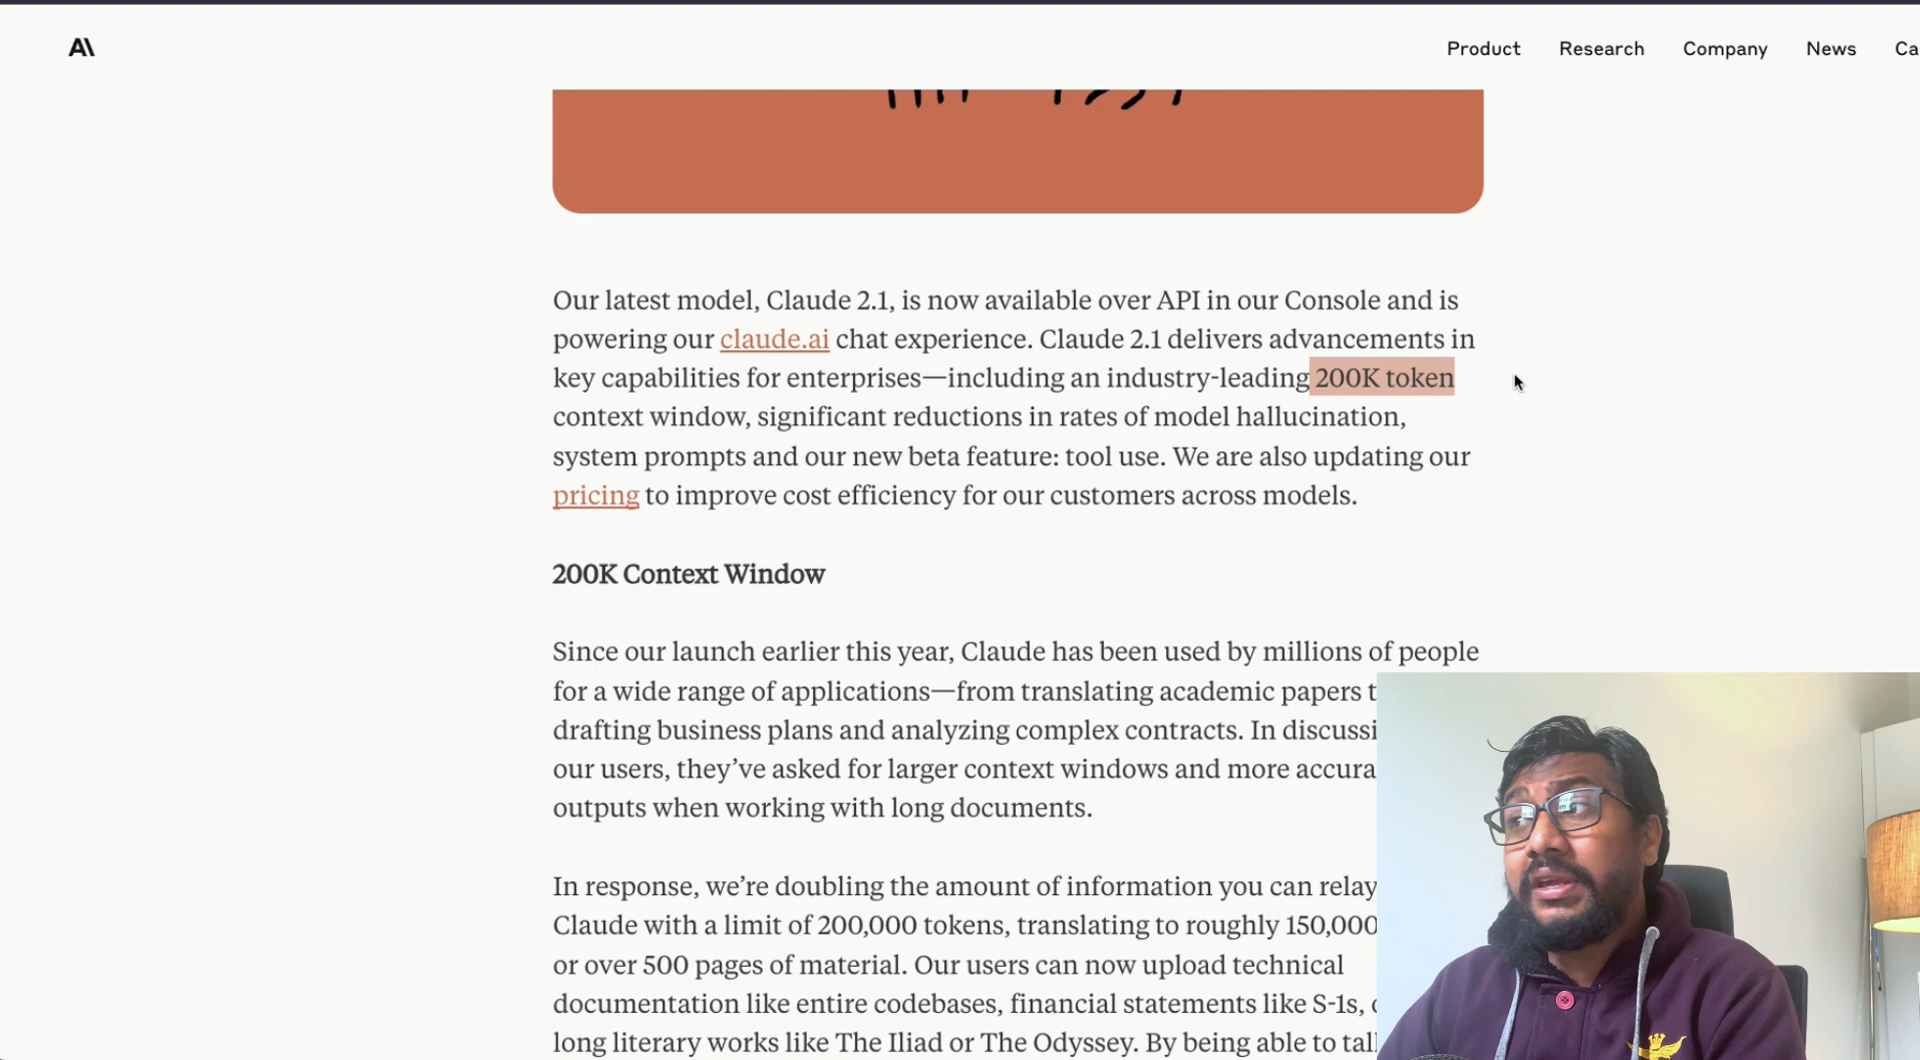 A\
Product Research Company News Ca
Our latest model, Claude 2.1, is now available over API in our Console and is
powering our claude.ai chat experience. Claude 2.1 delivers advancements in
key capabilities for enterprises—including an industry-leading 200K token
context window, significant reductions in rates of model hallucination,
system prompts and our new beta feature: tool use. We are also updating our
pricing to improve cost efficiency for our customers across models.
200K Context Window
Since our launch earlier this year, Claude has been used by millions of people
for a wide range of applications—from translating academic papers t
drafting business plans and analyzing complex contracts. In discussi
our users, they’ve asked for larger context windows and more accura
outputs when working with long documents.
In response, we’re doubling the amount of information you can relay
Claude with a limit of 200,000 tokens, translating to roughly 150,000
or over 500 pages of material. Our users can now upload technical
documentation like entire codebases, financial statements like S-1s,
long literary works like The Iliad or The Odyssey. By being able to tal